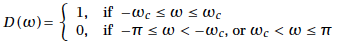 D(ω) = { 1, if −ω_c ≤ ω ≤ ω_c
0, if −π ≤ ω < −ω_c, or ω_c < ω ≤ π